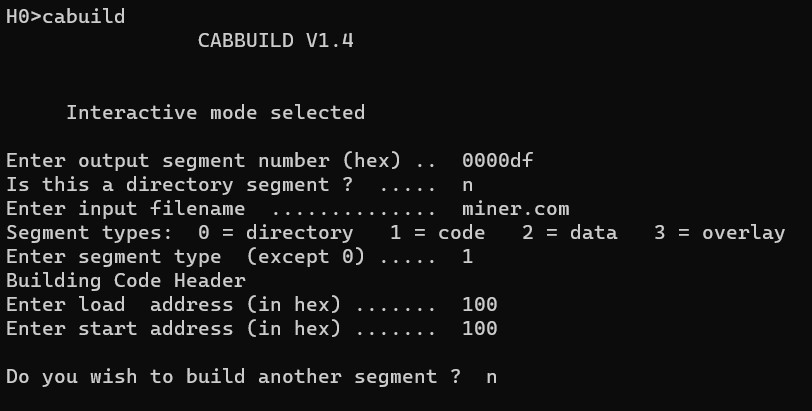 H0>cabuild
CABBUILD V1.4
Interactive mode selected
Enter output segment number (hex) .. 0000df
Is this a directory segment ? ..... n
Enter input filename .............. miner.com
Segment types: 0 = directory 1 = code 2 = data 3 = overlay
Enter segment type (except 0) ..... 1
Building Code Header
Enter load address (in hex) ....... 100
Enter start address (in hex) ....... 100
Do you wish to build another segment ? n